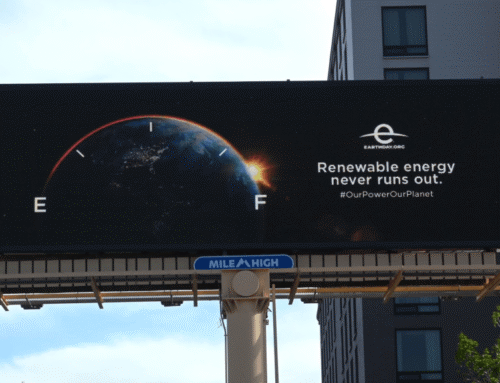 E
F
e
EARTHDAY.ORG
Renewable energy
never runs out.
#OurPowerOurPlanet
MILE HIGH